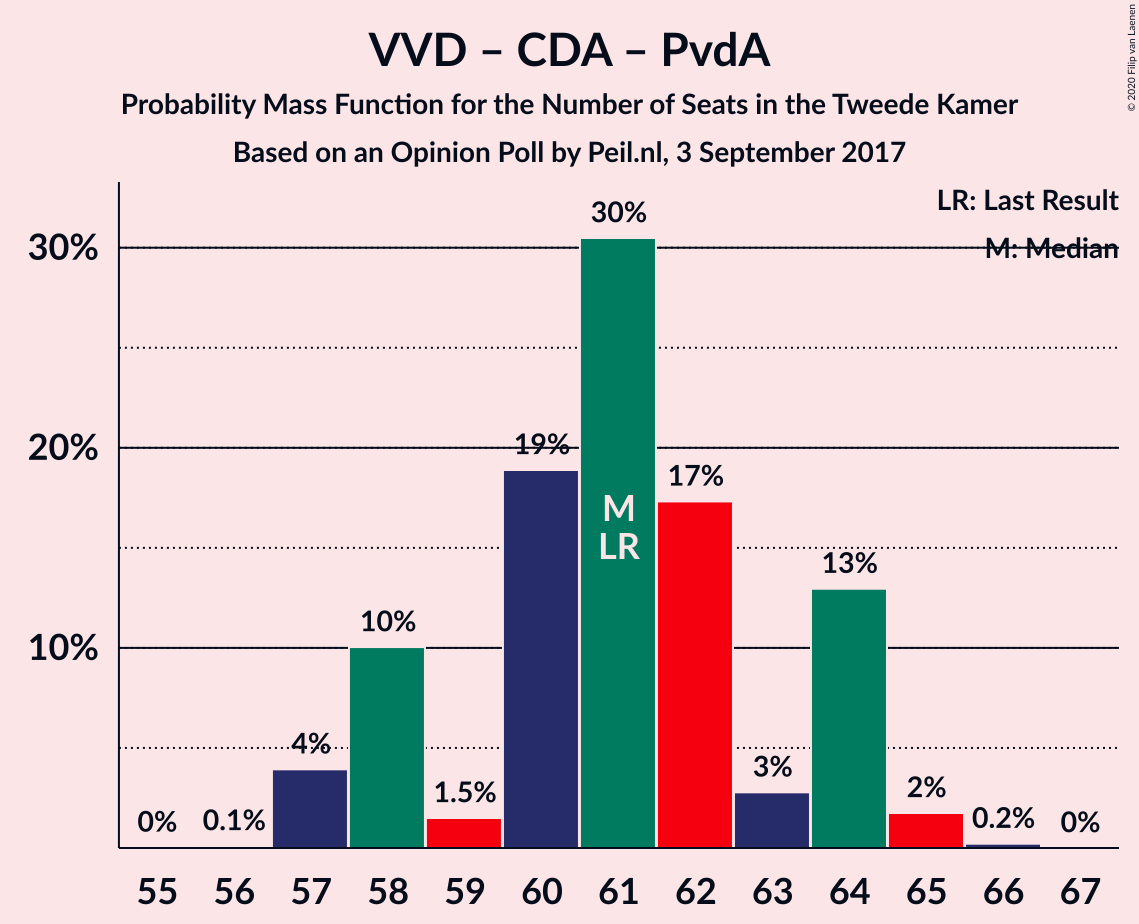 VVD – CDA – PvdA
Probability Mass Function for the Number of Seats in the Tweede Kamer
Based on an Opinion Poll by Peil.nl, 3 September 2017
© 2020 Filip van Laenen
LR: Last Result
M: Median
30%
20%
10%
0%
0.1%
4%
10%
1.5%
19%
30%
17%
3%
13%
2%
0.2%
0%
M
LR
55 56 57 58 59 60 61 62 63 64 65 66 67